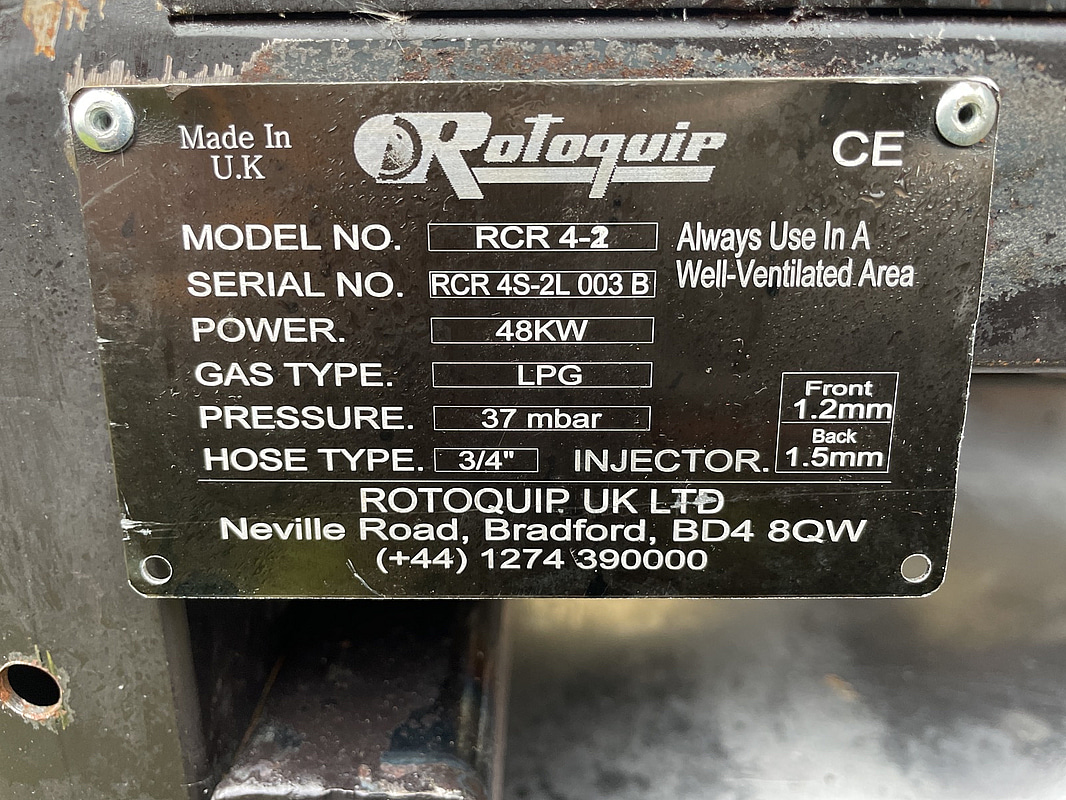 Made In
U.K
Rotoquip
CE
MODEL NO. RCR 4-
Always Use In A
Well-Ventilated Area
SERIAL NO. RCR 4S-2L 003 B
POWER. 48KW
GAS TYPE. LPG
PRESSURE. 37 mbar
HOSE TYPE. 3/4" INJECTOR.
Front
1.2mm
Back
1.5mm
ROTOQUIP UK LTD
Neville Road, Bradford, BD4 8QW
(+44) 1274 390000